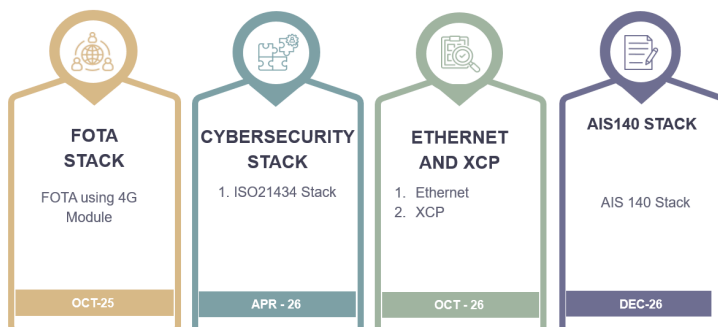 FOTA
STACK
FOTA using 4G
Module
OCT-25
CYBERSECURITY
STACK
1. ISO21434 Stack
APR - 26
ETHERNET
AND XCP
1. Ethernet
2. XCP
OCT - 26
AIS140 STACK
AIS 140 Stack
DEC-26